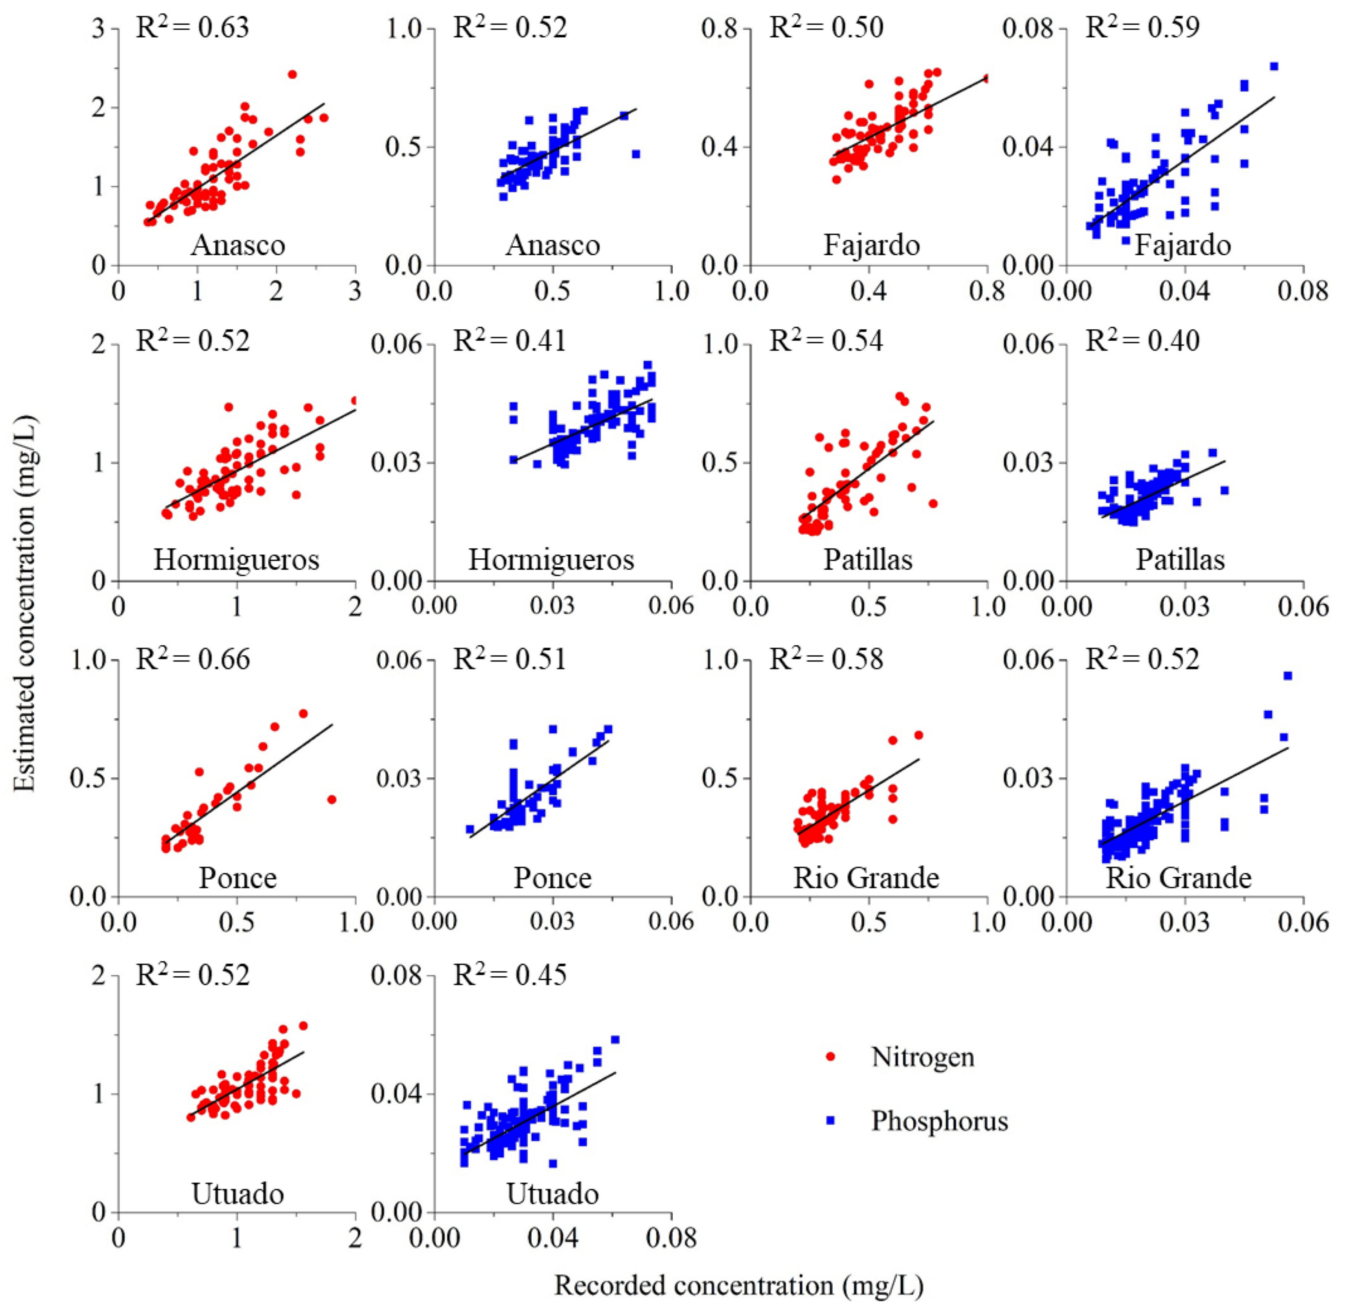 Estimated concentration (mg/L)
R² = 0.63
3
2
1
0
0 1 2 3
Anasco
R² = 0.52
1.0
0.5
0.0
0.0 0.5 1.0
Anasco
R² = 0.50
0.8
0.4
0.0
0.0 0.4 0.8
Fajardo
R² = 0.59
0.08
0.04
0.00
0.00 0.04 0.08
Fajardo
R² = 0.52
2
1
0
0 1 2
Hormigueros
R² = 0.41
0.06
0.03
0.00
0.00 0.03 0.06
Hormigueros
R² = 0.54
1.0
0.5
0.0
0.0 0.5 1.0
Patillas
R² = 0.40
0.06
0.03
0.00
0.00 0.03 0.06
Patillas
R² = 0.66
1.0
0.5
0.0
0.0 0.5 1.0
Ponce
R² = 0.51
0.06
0.03
0.00
0.00 0.03 0.06
Ponce
R² = 0.58
1.0
0.5
0.0
0.0 0.5 1.0
Rio Grande
R² = 0.52
0.06
0.03
0.00
0.00 0.03 0.06
Rio Grande
R² = 0.52
2
1
0
0 1 2
Utuado
R² = 0.45
0.08
0.04
0.00
0.00 0.04 0.08
Utuado
Nitrogen
Phosphorus
Recorded concentration (mg/L)